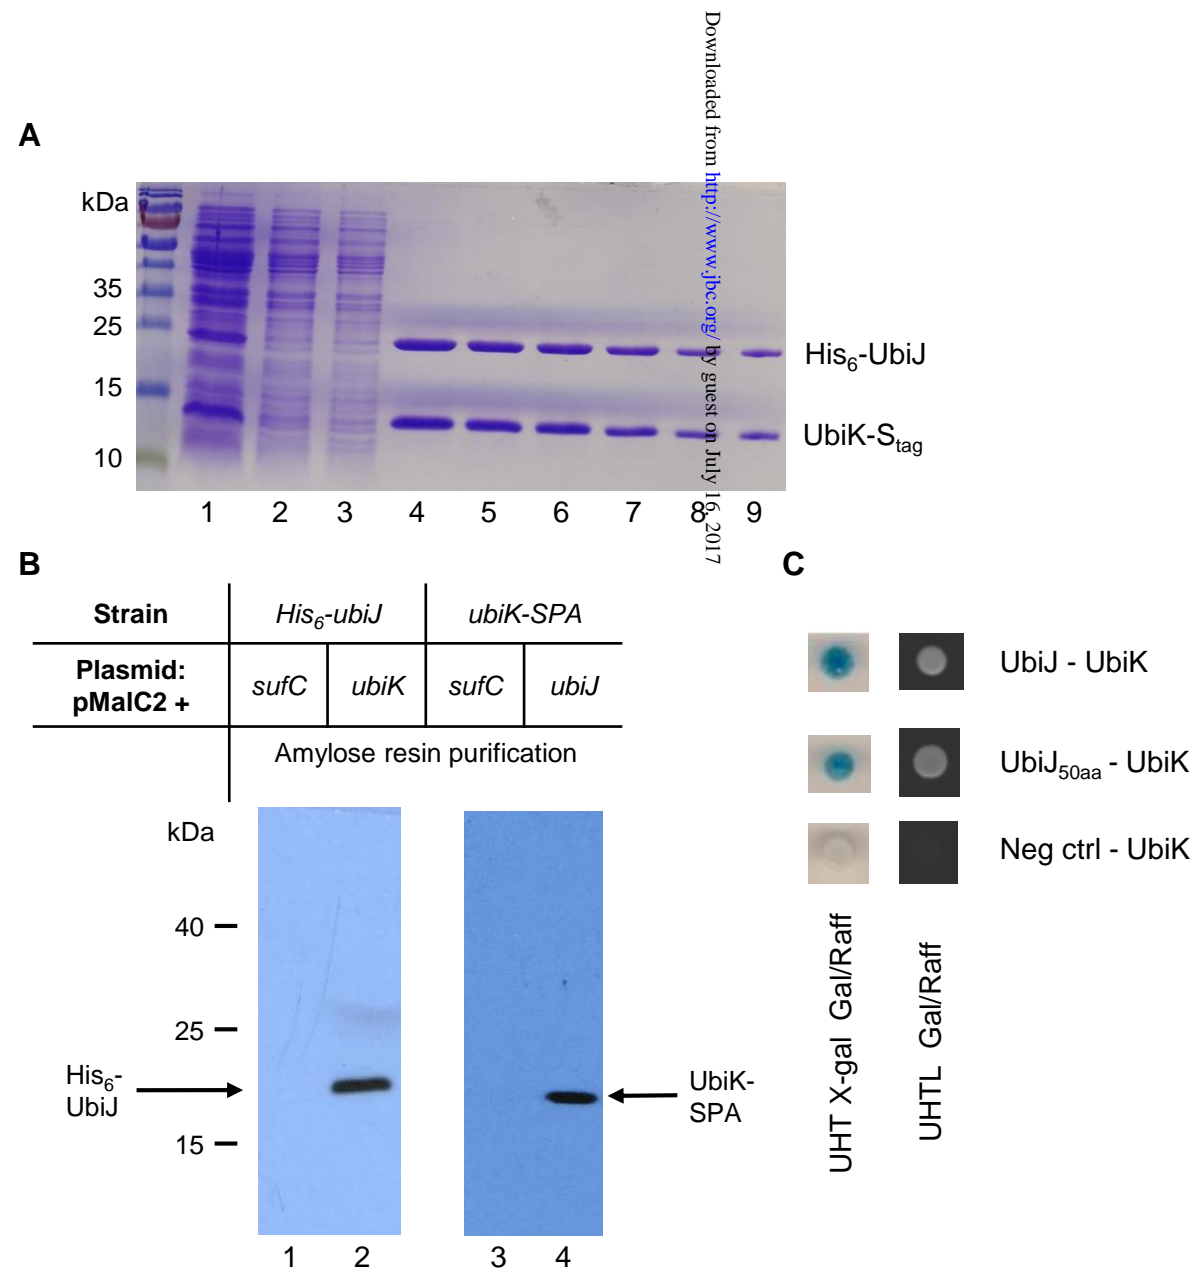 Downloaded from http://www.jbc.org/ by guest on July 16, 2017
A
kDa
35
25
15
10
His6-UbiJ
UbiK-Stag
1 2 3 4 5 6 7 8 9
B
Strain His6-ubiJ ubiK-SPA
Plasmid:
pMalC2 + sufC ubiK sufC ubiJ
Amylose resin purification
kDa
40
25
15
His6-
UbiJ
UbiK-
SPA
1 2 3 4
C
UbiJ - UbiK
UbiJ50aa - UbiK
Neg ctrl - UbiK
UHT X-gal Gal/Raff
UHTL Gal/Raff